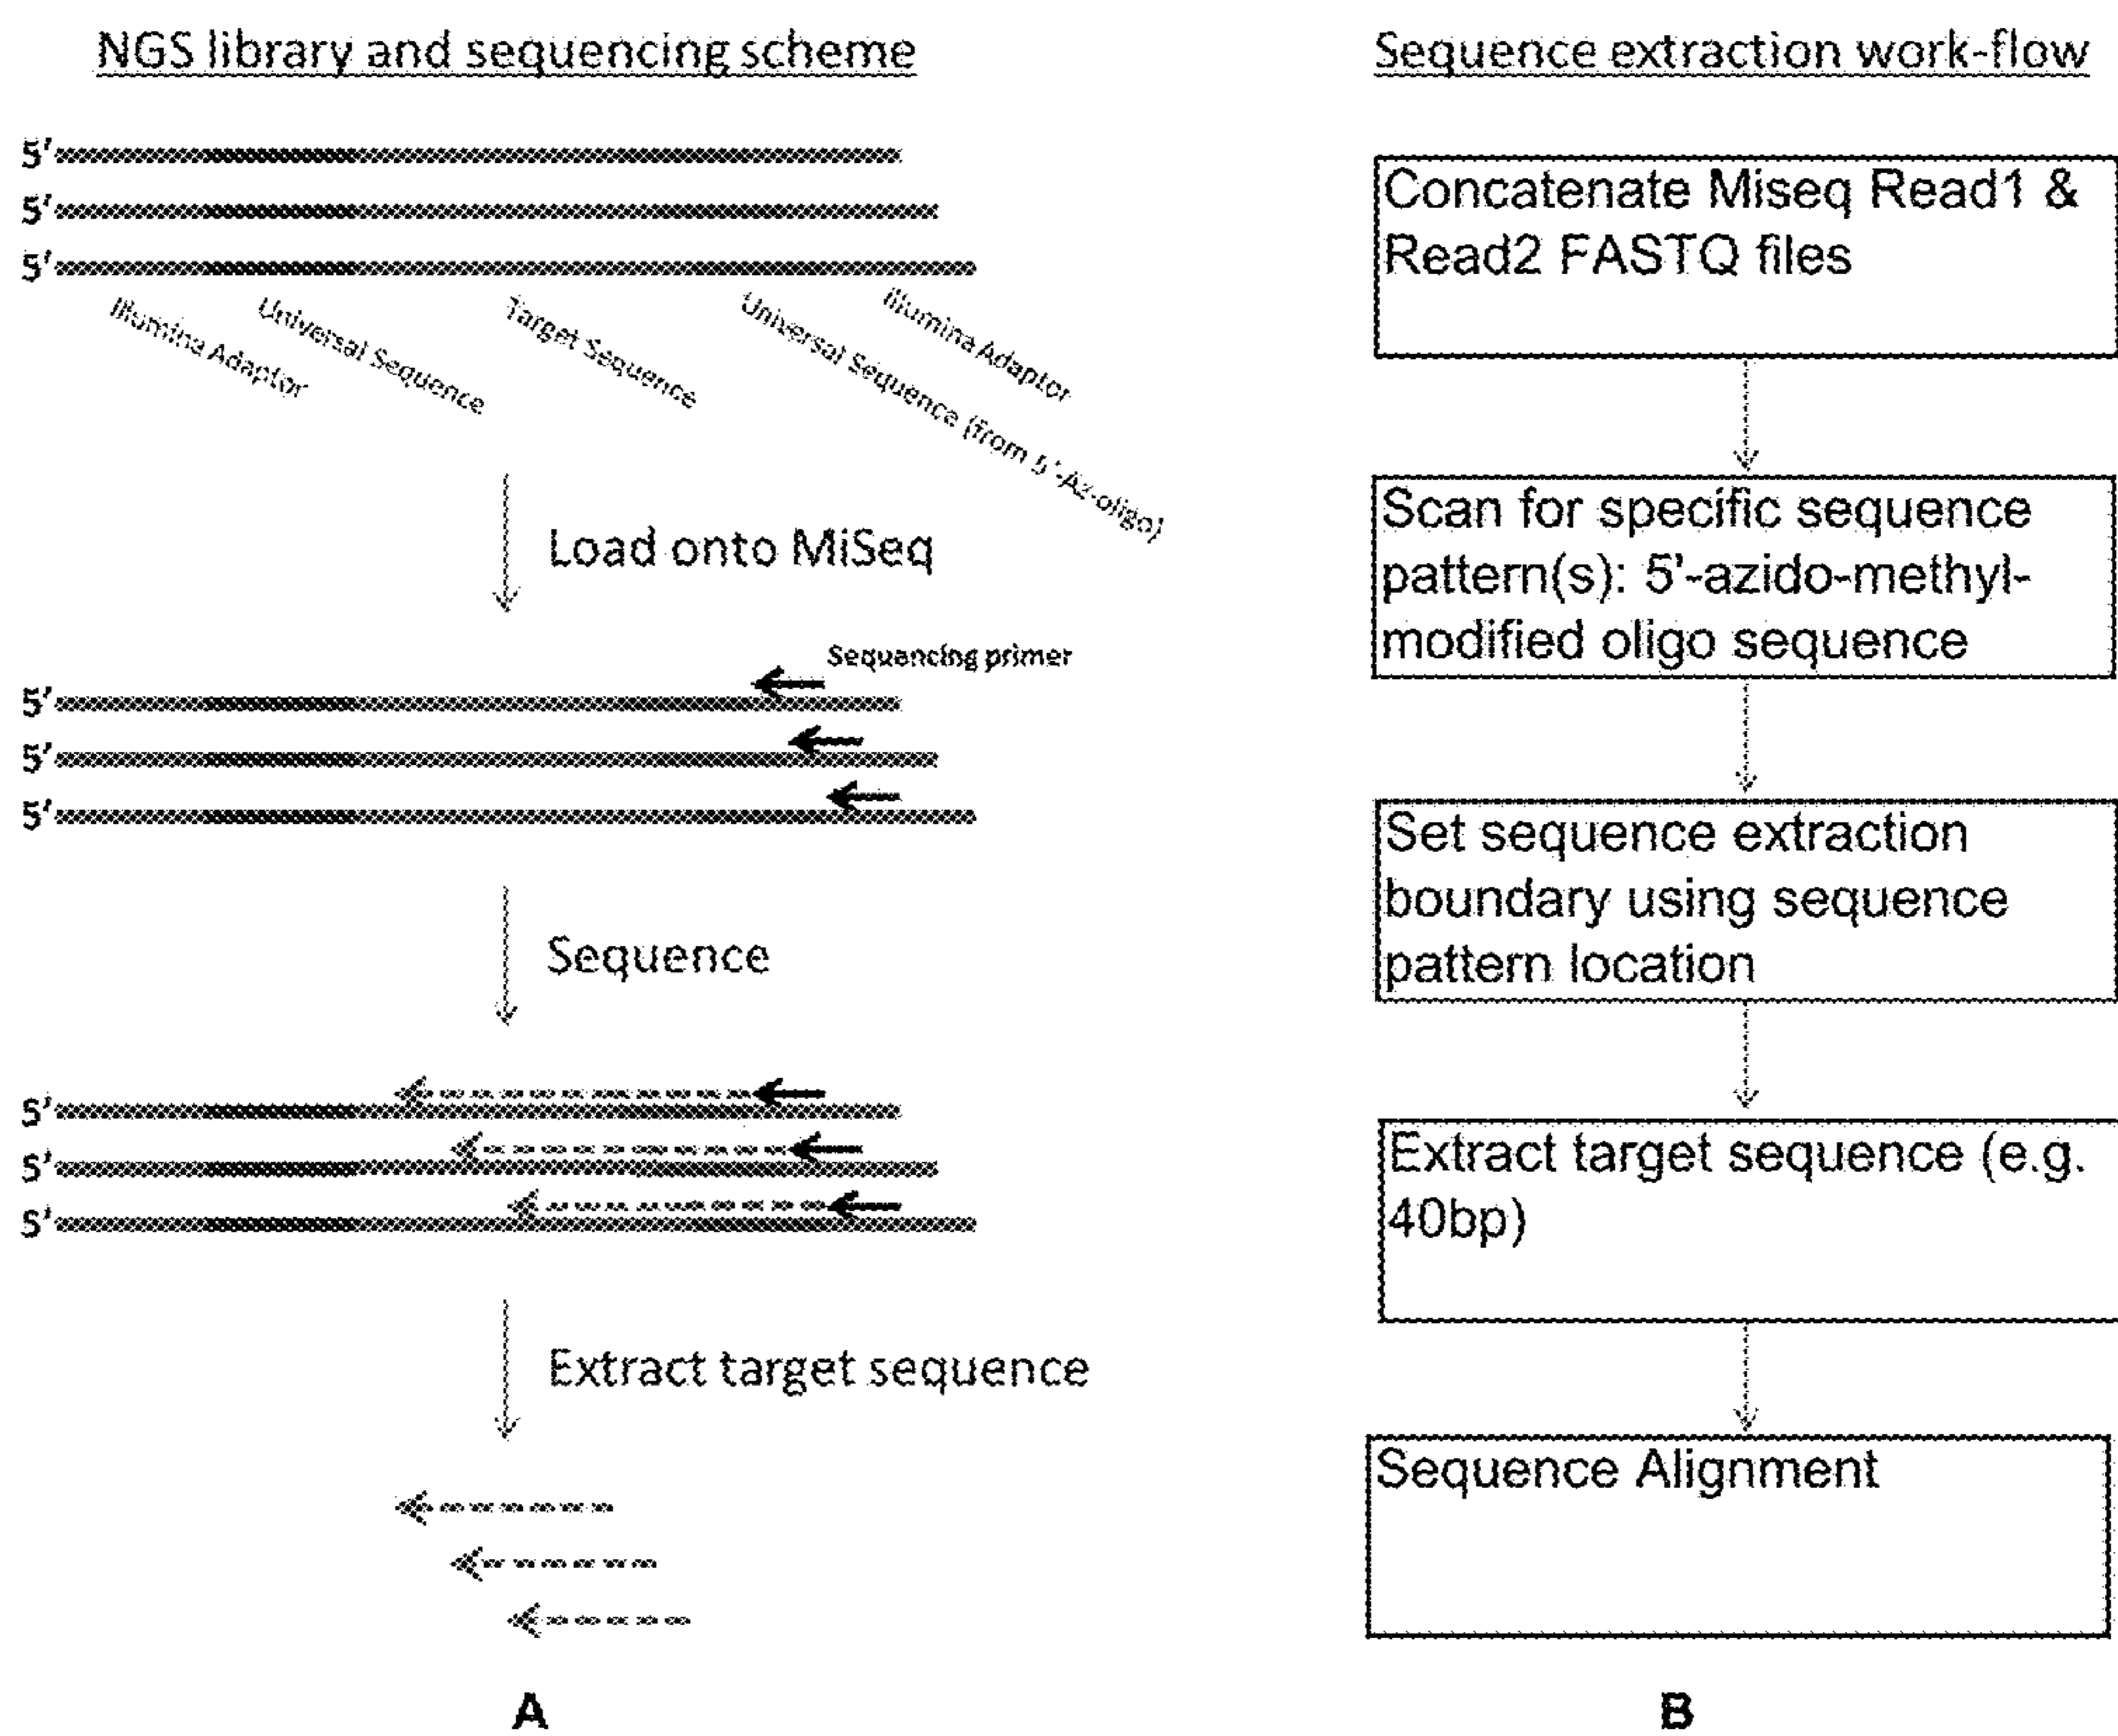 NGS library and sequencing scheme
5'
5'
5'
Illumina Adaptor
Universal Sequence
Target Sequence
Universal Sequence (from 5'-Az-oligo)
Illumina Adaptor
Load onto MiSeq
Sequencing primer
5'
5'
5'
Sequence
5'
5'
5'
Extract target sequence
A
Sequence extraction work-flow
Concatenate Miseq Read1 &
Read2 FASTQ files
Scan for specific sequence
pattern(s): 5'-azido-methyl-
modified oligo sequence
Set sequence extraction
boundary using sequence
pattern location
Extract target sequence (e.g.
40bp)
Sequence Alignment
B